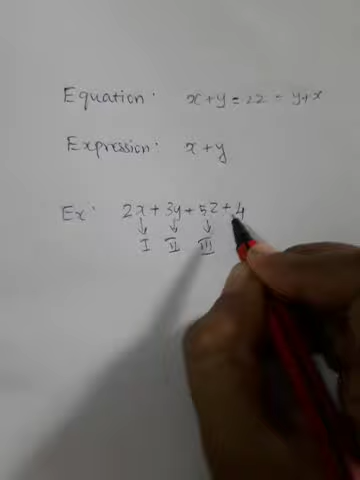 Equation · x+y=22=y+x
Expression· x+y
Ex· 2x+3y+5z+4
↓ ↓ ↓
I II III